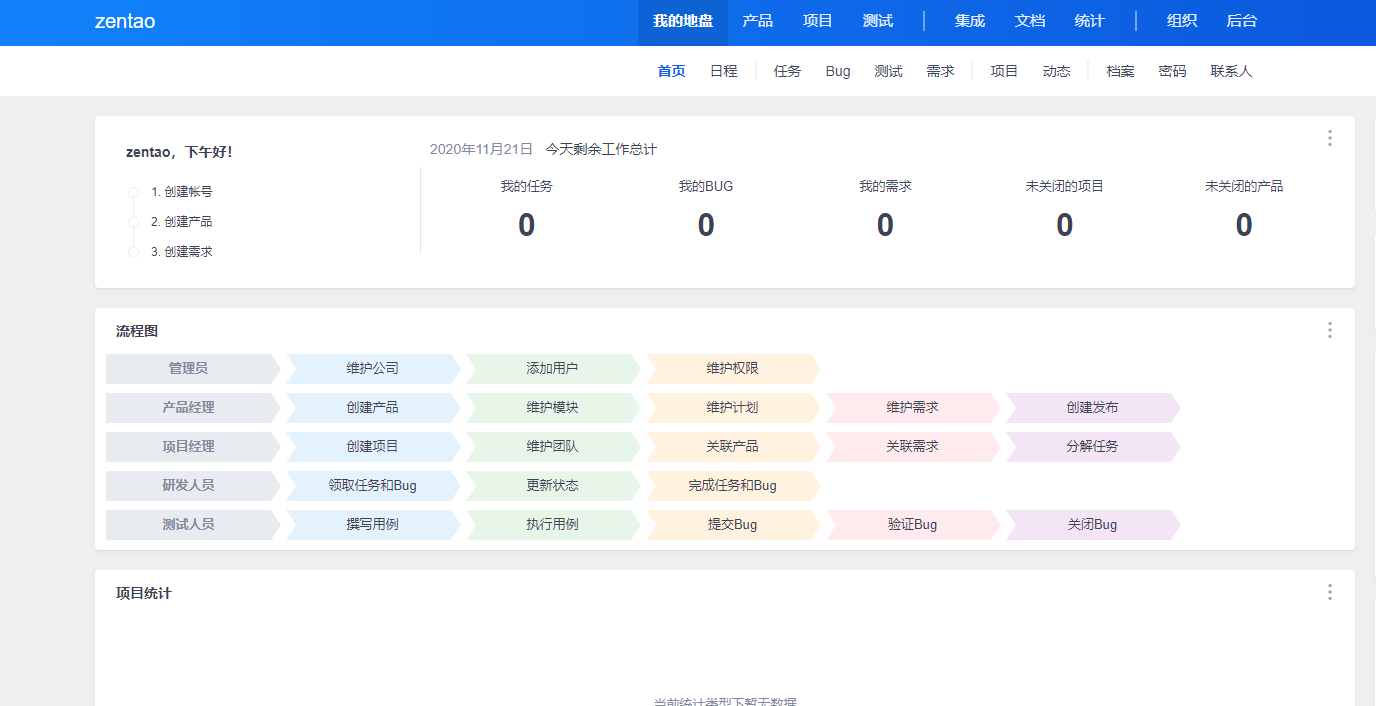 zentao 我的地盘 产品 项目 测试 集成 文档 统计 组织 后台
首页 日程 任务 Bug 测试 需求 项目 动态 档案 密码 联系人
zentao，下午好！
1. 创建帐号
2. 创建产品
3. 创建需求
2020年11月21日 今天剩余工作总计
我的任务 我的BUG 我的需求 未关闭的项目 未关闭的产品
0 0 0 0 0
流程图
管理员 维护公司 添加用户 维护权限
产品经理 创建产品 维护模块 维护计划 维护需求 创建发布
项目经理 创建项目 维护团队 关联产品 关联需求 分解任务
研发人员 领取任务和Bug 更新状态 完成任务和Bug
测试人员 撰写用例 执行用例 提交Bug 验证Bug 关闭Bug
项目统计
当前统计类型下暂无数据